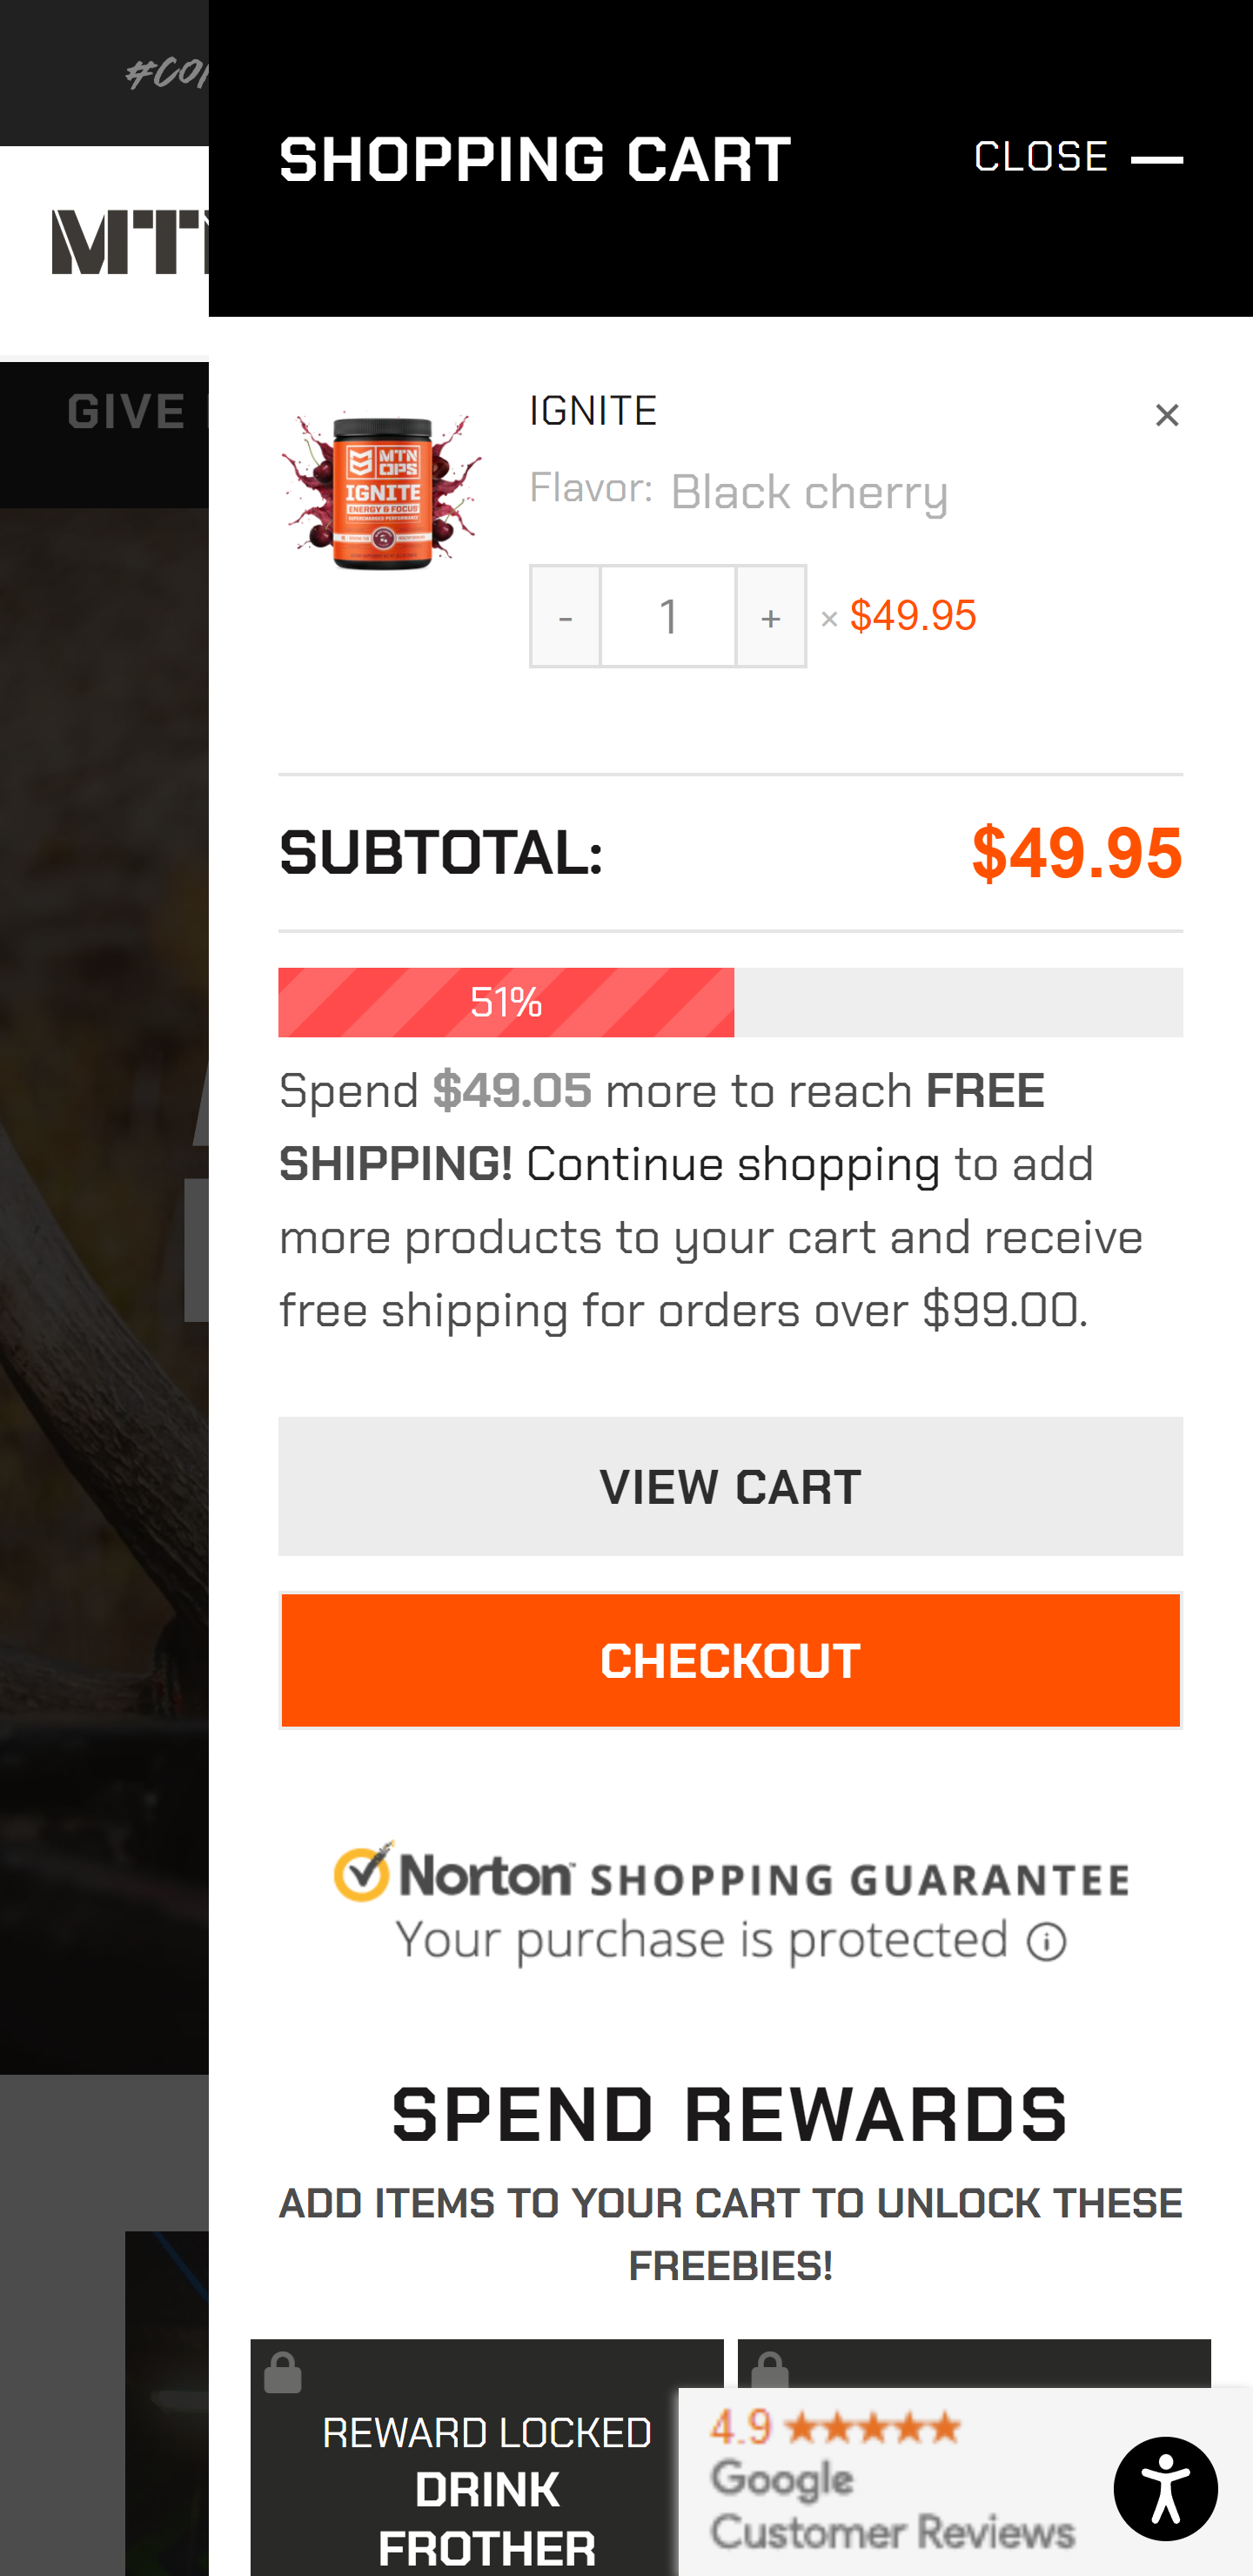 SHOPPING CART
CLOSE
GIVE
IGNITE
×
Flavor: Black cherry
MTN
OPS
IGNITE
ENERGY & FOCUS
SUPERCHARGED PERFORMANCE
- 1 + × $49.95
SUBTOTAL: $49.95
51%
Spend $49.05 more to reach FREE
SHIPPING! Continue shopping to add
more products to your cart and receive
free shipping for orders over $99.00.
VIEW CART
CHECKOUT
Norton™ SHOPPING GUARANTEE
Your purchase is protected
SPEND REWARDS
ADD ITEMS TO YOUR CART TO UNLOCK THESE
FREEBIES!
REWARD LOCKED
DRINK
FROTHER
4.9 ★★★★★
Google
Customer Reviews